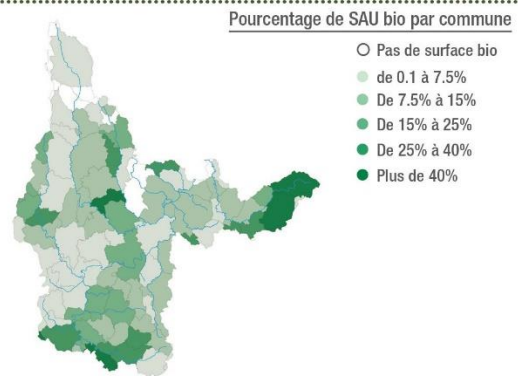 Pourcentage de SAU bio par commune
Pas de surface bio
de 0.1 à 7.5%
De 7.5% à 15%
De 15% à 25%
De 25% à 40%
Plus de 40%